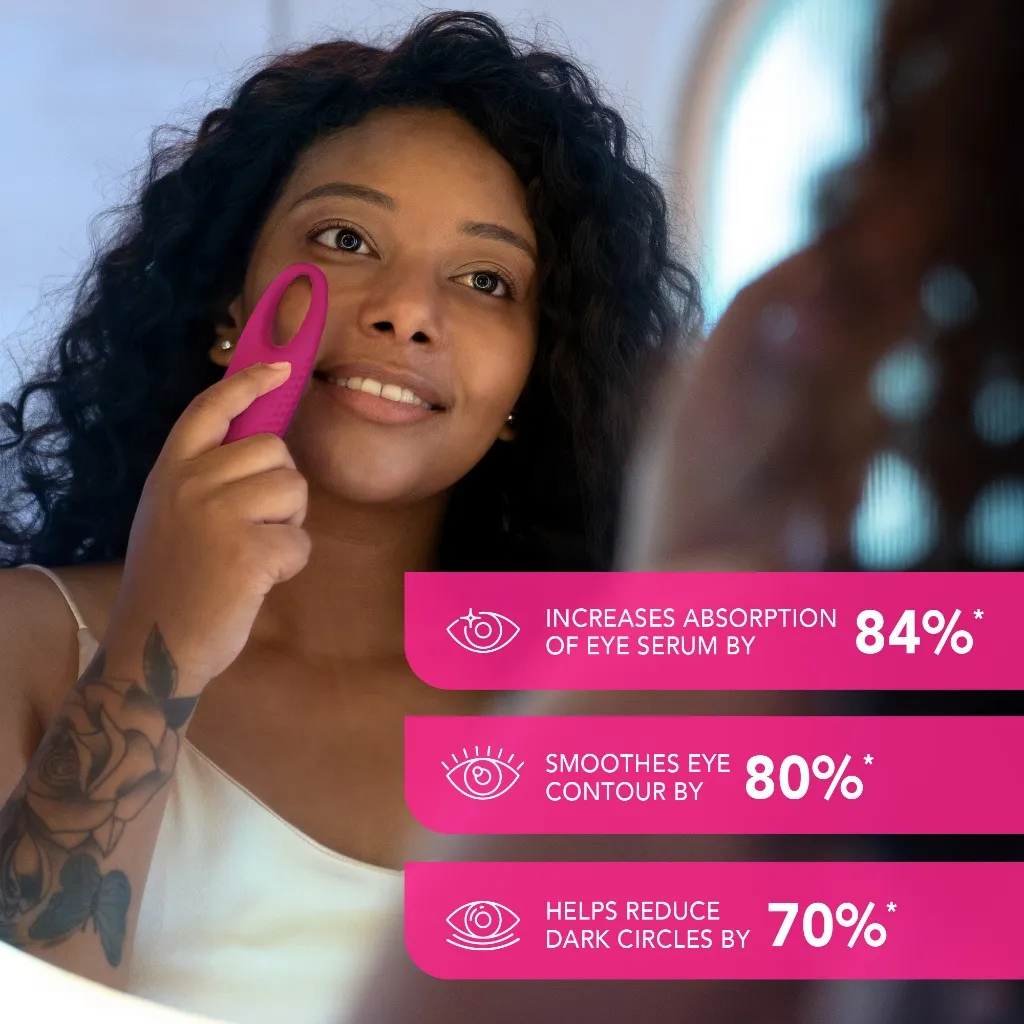 INCREASES ABSORPTION
OF EYE SERUM BY
84%*
SMOOTHES EYE
CONTOUR BY
80%*
HELPS REDUCE
DARK CIRCLES BY
70%*